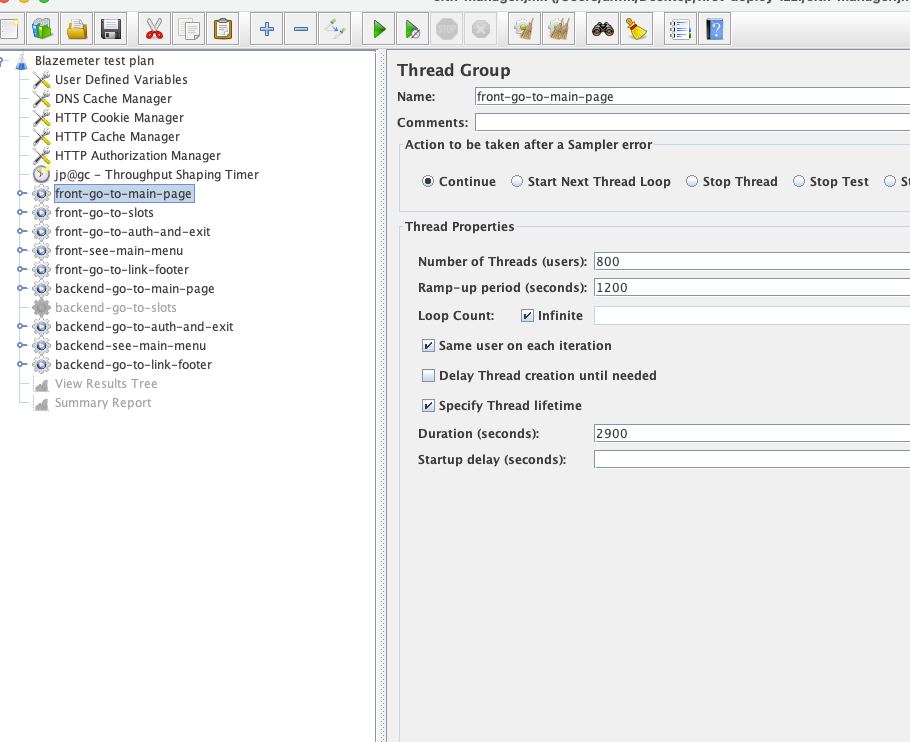 Blazemeter test plan
User Defined Variables
DNS Cache Manager
HTTP Cookie Manager
HTTP Cache Manager
HTTP Authorization Manager
jp@gc - Throughput Shaping Timer
front-go-to-main-page
front-go-to-slots
front-go-to-auth-and-exit
front-see-main-menu
front-go-to-link-footer
backend-go-to-main-page
backend-go-to-slots
backend-go-to-auth-and-exit
backend-see-main-menu
backend-go-to-link-footer
View Results Tree
Summary Report
STOP
Thread Group
Name: front-go-to-main-page
Comments:
Action to be taken after a Sampler error
Continue Start Next Thread Loop Stop Thread Stop Test
Thread Properties
Number of Threads (users): 800
Ramp-up period (seconds): 1200
Loop Count: Infinite
Same user on each iteration
Delay Thread creation until needed
Specify Thread lifetime
Duration (seconds): 2900
Startup delay (seconds):